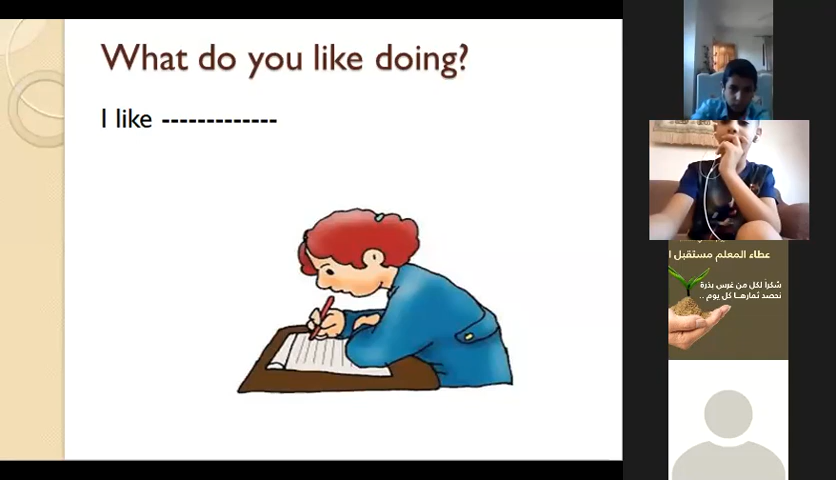 What do you like doing?
I like -------------
عطاء المعلم مستقبل
شكراً لكل من غرس بذرة
نحصد ثمارها كل يوم ..